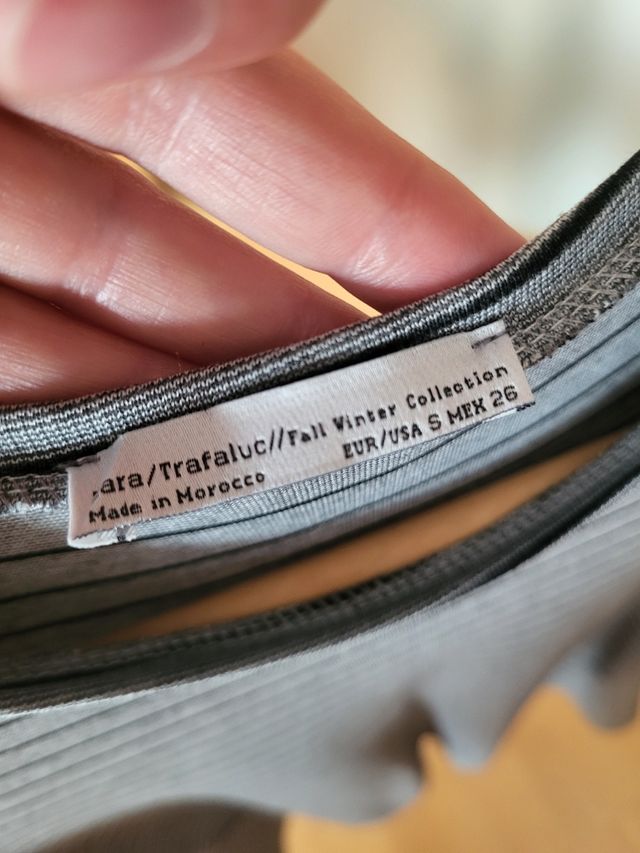 ara/Trafaluc//Fall Winter Collection
Made in Morocco EUR/USA S MEX 26